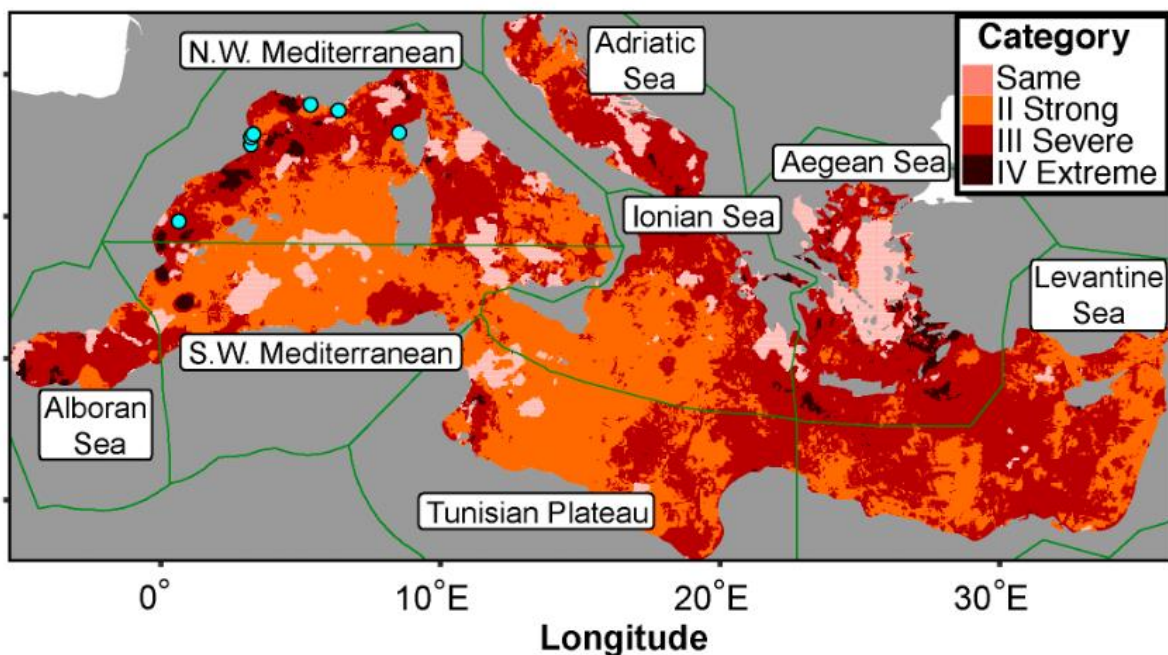 N.W. Mediterranean
Adriatic
Sea
Category
Same
II Strong
III Severe
IV Extreme
Aegean Sea
Ionian Sea
Levantine
Sea
S.W. Mediterranean
Alboran
Sea
Tunisian Plateau
0°
10°E
20°E
30°E
Longitude